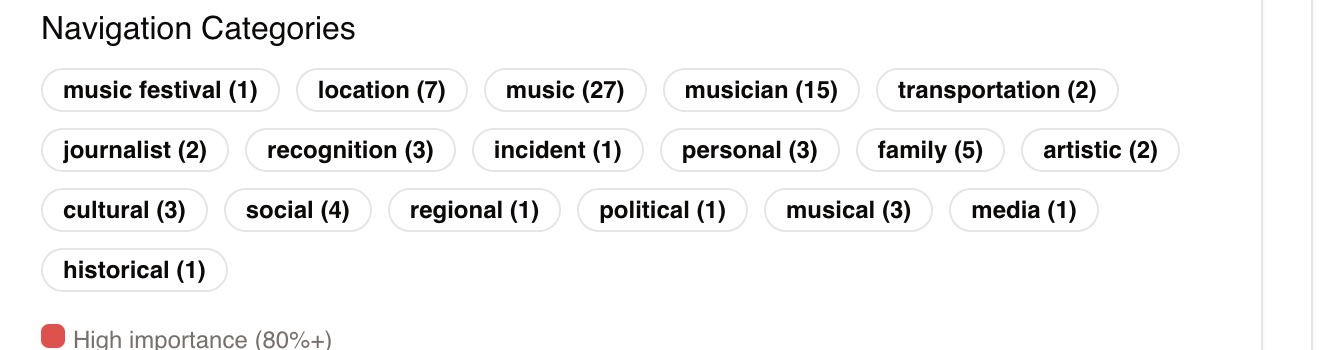 Navigation Categories
music festival (1) location (7) music (27) musician (15) transportation (2)
journalist (2) recognition (3) incident (1) personal (3) family (5) artistic (2)
cultural (3) social (4) regional (1) political (1) musical (3) media (1)
historical (1)
High importance (80%+)